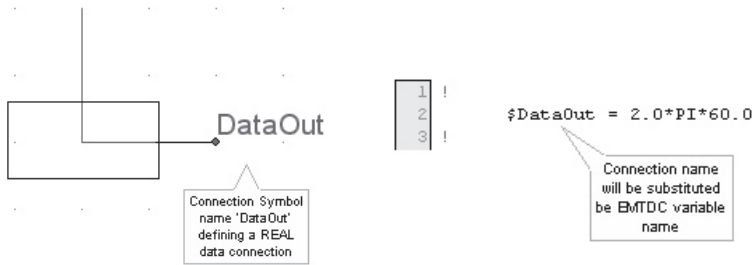 DataOut
Connection Symbol
name 'DataOut'
defining a REAL
data connection
1 !
2 $DataOut = 2.0*PI*60.0
3 !
Connection name
will be substituted
be EMTDC variable
name